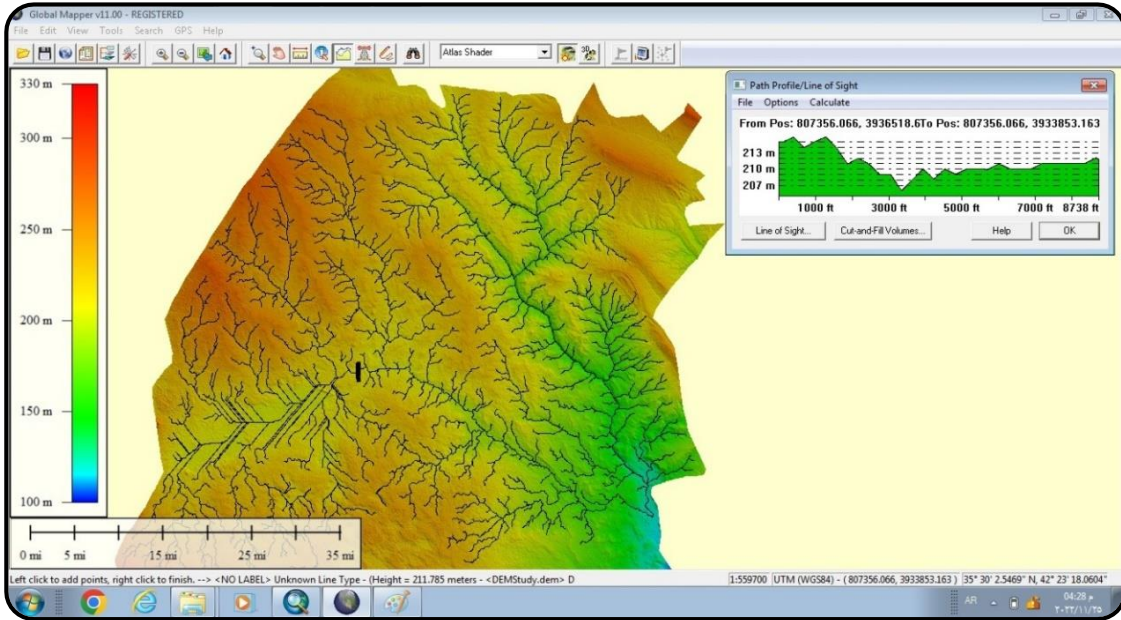 Global Mapper v11.00 - REGISTERED
File Edit View Tools Search GPS Help
Atlas Shader
3D
330 m
300 m
250 m
200 m
150 m
100 m
0 mi 5 mi 15 mi 25 mi 35 mi
Path Profile/Line of Sight
File Options Calculate
From Pos: 807356.066, 3936518.6To Pos: 807356.066, 3933853.163
213 m
210 m
207 m
1000 ft 3000 ft 5000 ft 7000 ft 8738 ft
Line of Sight... Cut-and-Fill Volumes... Help OK
Left click to add points, right click to finish. --> <NO LABEL> Unknown Line Type - (Height = 211.785 meters - <DEMStudy.dem> D
1:559700 UTM (WGS84) - ( 807356.066, 3933853.163 ) 35° 30' 2.5469" N, 42° 23' 18.0604"
AR
04:28 م
٢٠٢٢/١١/٢٥